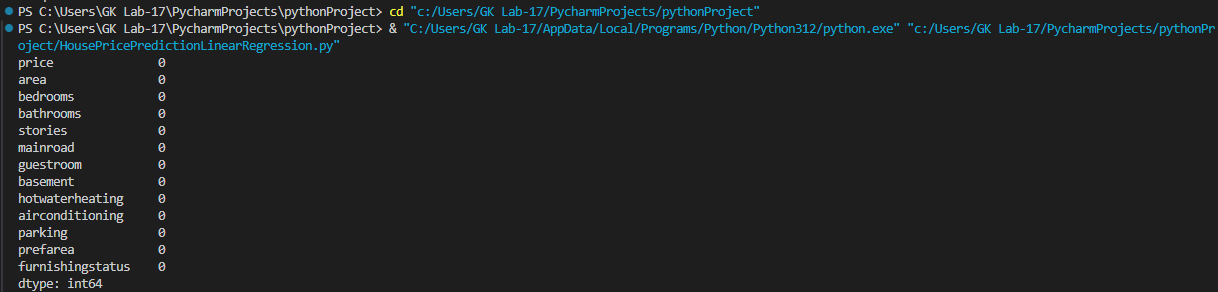 PS C:\Users\GK Lab-17\PycharmProjects\pythonProject> cd "c:/Users/GK Lab-17/PycharmProjects/pythonProject"
PS C:\Users\GK Lab-17\PycharmProjects\pythonProject> & "C:/Users/GK Lab-17/AppData/Local/Programs/Python/Python312/python.exe" "c:/Users/GK Lab-17/PycharmProjects/pythonPr
oject/HousePricePredictionLinearRegression.py"
price 0
area 0
bedrooms 0
bathrooms 0
stories 0
mainroad 0
guestroom 0
basement 0
hotwaterheating 0
airconditioning 0
parking 0
prefarea 0
furnishingstatus 0
dtype: int64